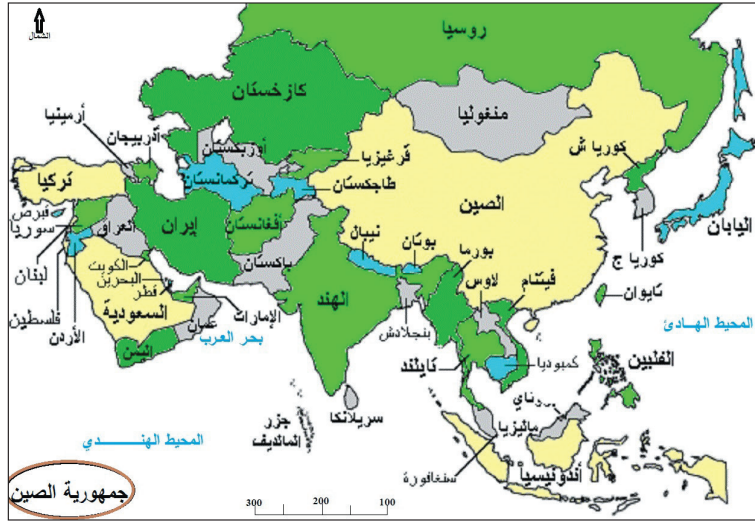 الشمال
روسيا
كازخستان
منغوليا
أرمينيا
أذربيجان
أوزبكستان
قرغيزيا
كوريا ش
تركيا
تركمانستان
طاجكستان
الصين
اليابان
قبرص
سوريا
العراق
إيران
أفغانستان
نيبال
بوتان
بورما
كوريا ج
لبنان
الكويت
باكستان
لاوس
فيتنام
تايوان
البحرين
قطر
الهند
فلسطين
السعودية
الإمارات
بنجلادش
المحيط الهادئ
الأردن
عمان
بحر العرب
اليمن
تايلند
كمبوديا
الفلبين
سريلانكا
بروناي
جزر
المالديف
ماليزيا
المحيط الهنـــــدي
سنغافورة
أندونيسيا
جمهورية الصين
300 200 100